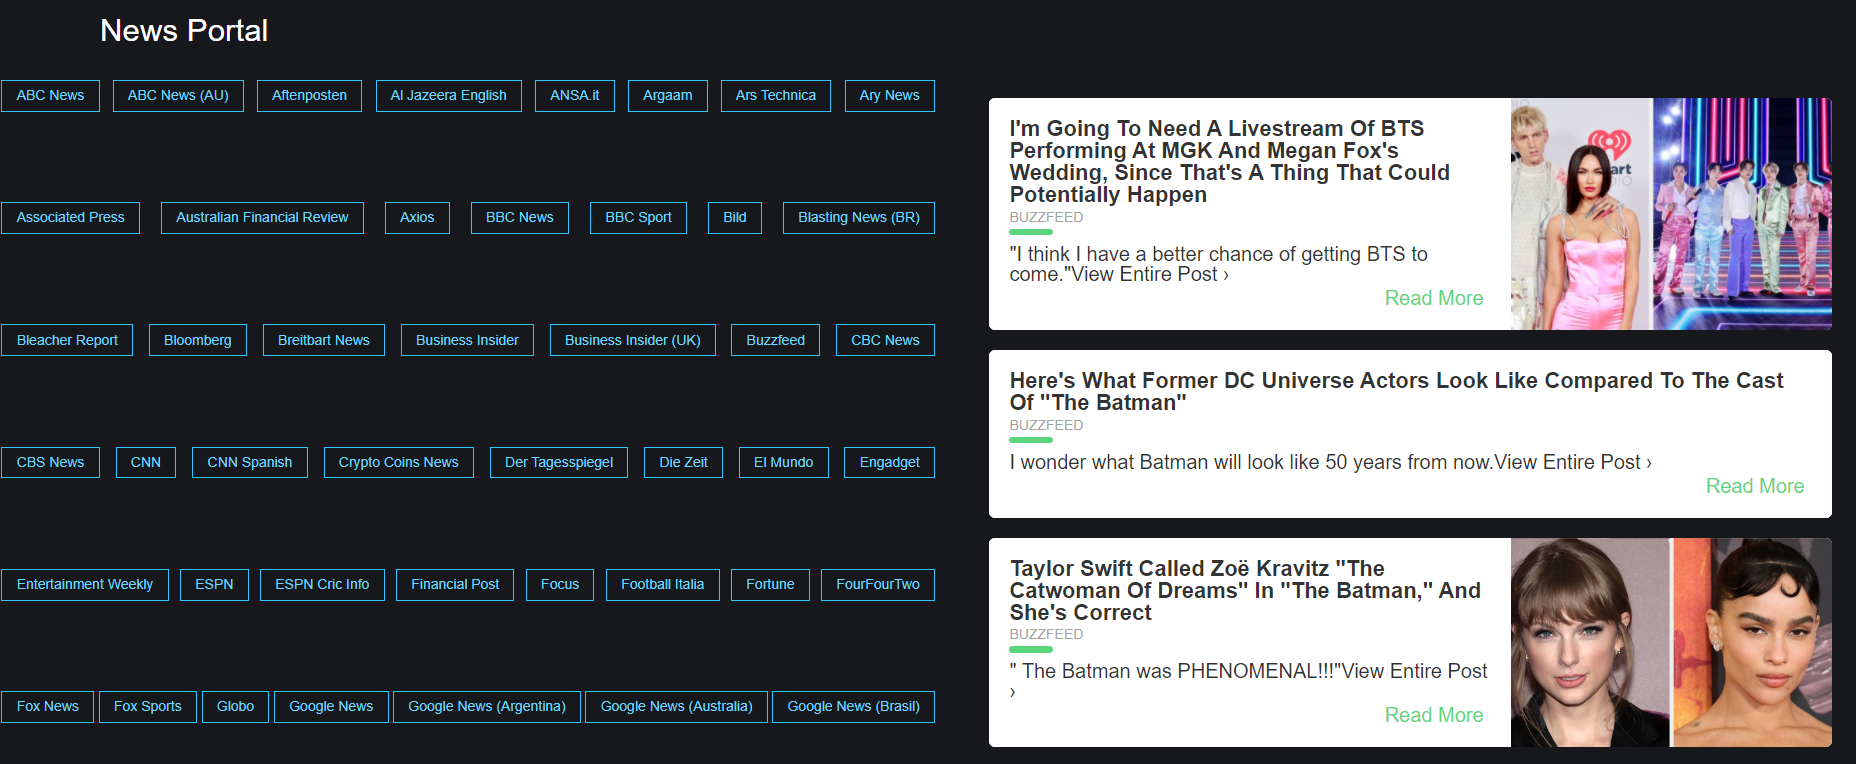 News Portal
ABC News ABC News (AU) Aftenposten Al Jazeera English ANSA.it Argaam Ars Technica Ary News
Associated Press Australian Financial Review Axios BBC News BBC Sport Bild Blasting News (BR)
Bleacher Report Bloomberg Breitbart News Business Insider Business Insider (UK) Buzzfeed CBC News
CBS News CNN CNN Spanish Crypto Coins News Der Tagesspiegel Die Zeit El Mundo Engadget
Entertainment Weekly ESPN ESPN Cric Info Financial Post Focus Football Italia Fortune FourFourTwo
Fox News Fox Sports Globo Google News Google News (Argentina) Google News (Australia) Google News (Brasil)
I'm Going To Need A Livestream Of BTS
Performing At MGK And Megan Fox's
Wedding, Since That's A Thing That Could
Potentially Happen
BUZZFEED
"I think I have a better chance of getting BTS to
come."View Entire Post ›
Read More
Here's What Former DC Universe Actors Look Like Compared To The Cast
Of "The Batman"
BUZZFEED
I wonder what Batman will look like 50 years from now.View Entire Post ›
Read More
Taylor Swift Called Zoë Kravitz "The
Catwoman Of Dreams" In "The Batman," And
She's Correct
BUZZFEED
" The Batman was PHENOMENAL!!!"View Entire Post
›
Read More